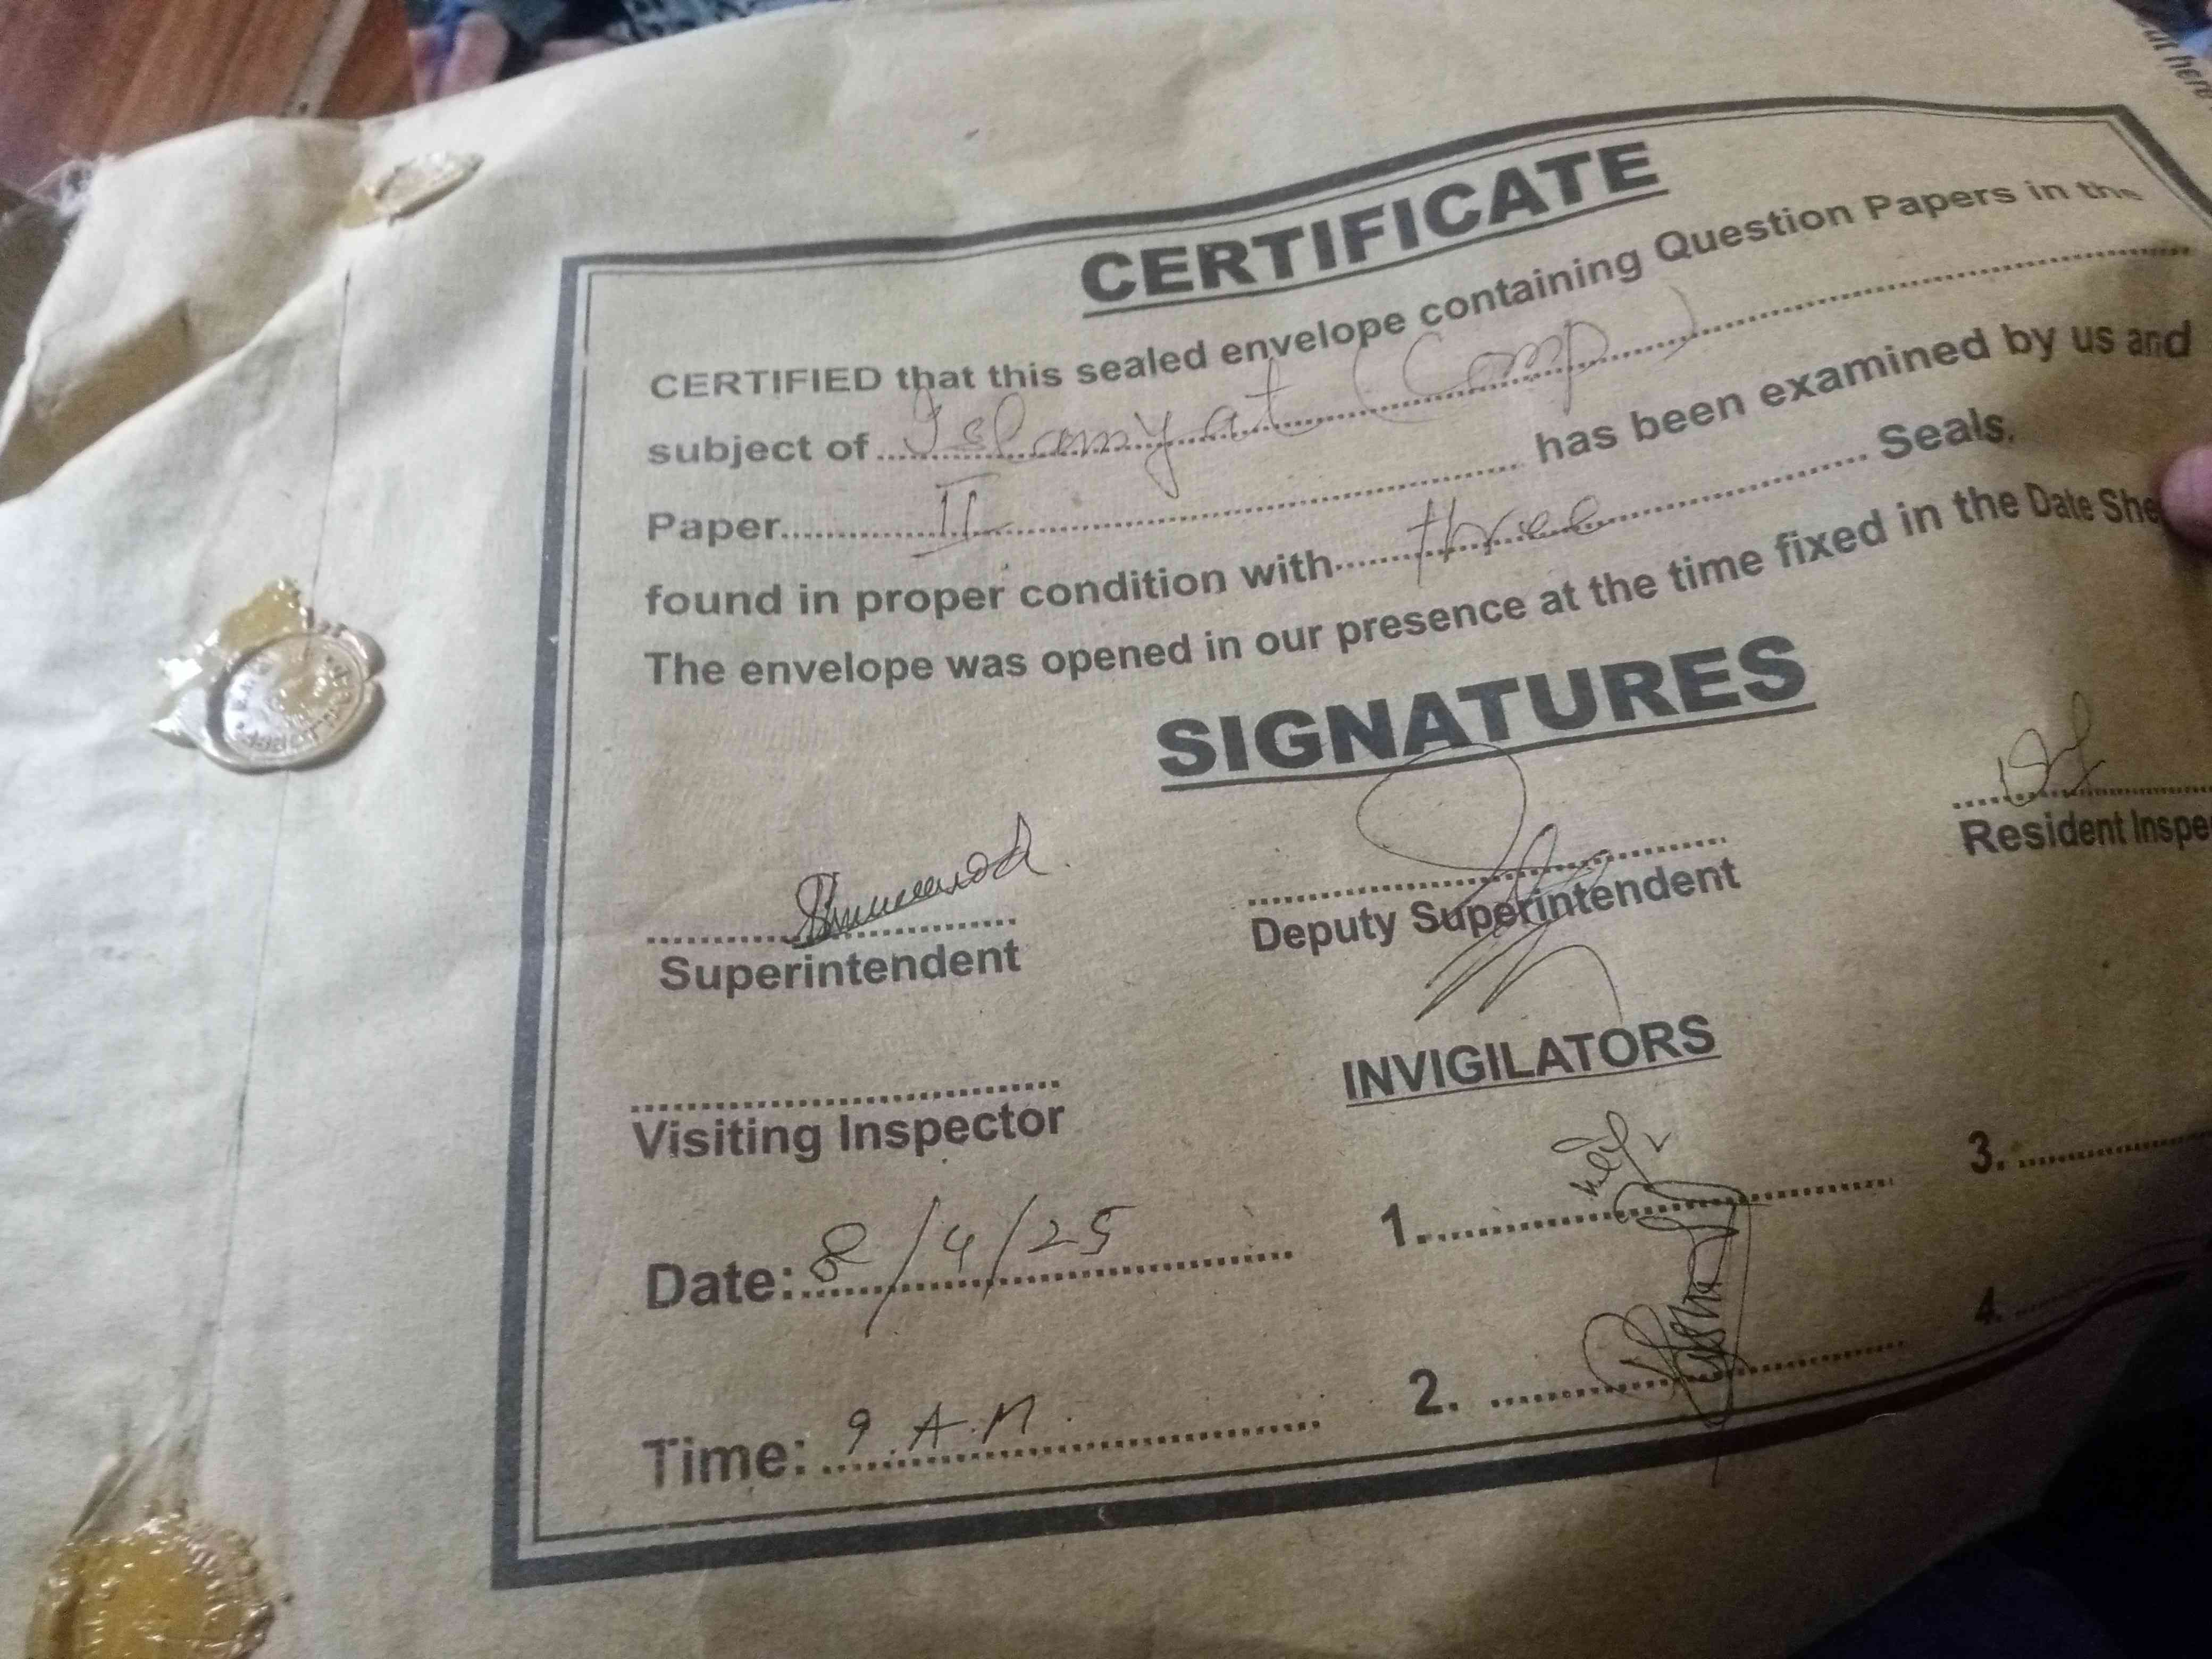 ut here
CERTIFICATE
CERTIFIED that this sealed envelope containing Question Papers in the
subject of Islamyat (Comp)
Paper II has been examined by us and
found in proper condition with three Seals.
The envelope was opened in our presence at the time fixed in the Date She
SIGNATURES
Superintendent
Deputy Superintendent
Resident Inspe
Visiting Inspector
INVIGILATORS
1.
3.
Date: 8/4/25
2.
4.
Time: 9.A.M.